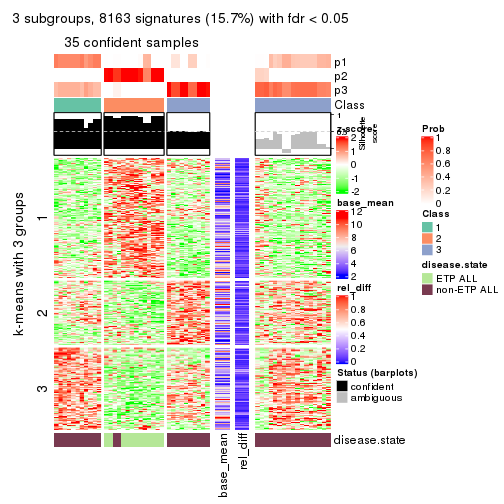 3 subgroups, 8163 signatures (15.7%) with fdr < 0.05
35 confident samples
p1
p2
p3
Class
1
0.5
0
Silhouette
score
z-score
2
1
0
-1
-2
base_mean
12
10
8
6
4
2
rel_diff
1
0.8
0.6
0.4
0.2
0
Status (barplots)
confident
ambiguous
Prob
1
0.8
0.6
0.4
0.2
0
Class
1
2
3
disease.state
ETP ALL
non-ETP ALL
k-means with 3 groups
1
2
3
disease.state
base_mean
rel_diff